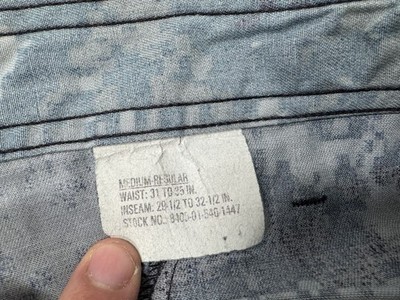 MEDIUM-REGULAR
WAIST: 31 TO 35 IN.
INSEAM: 29-1/2 TO 32-1/2 IN.
STOCK NO.: 8405-01-546-1447